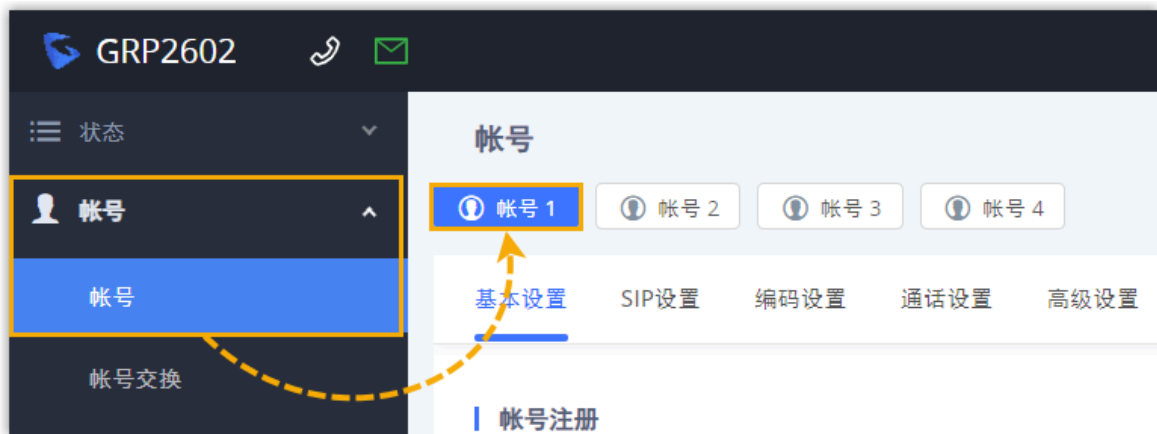 GRP2602
状态
帐号
帐号
帐号交换
帐号
帐号 1
帐号 2
帐号 3
帐号 4
基本设置
SIP设置
编码设置
通话设置
高级设置
帐号注册